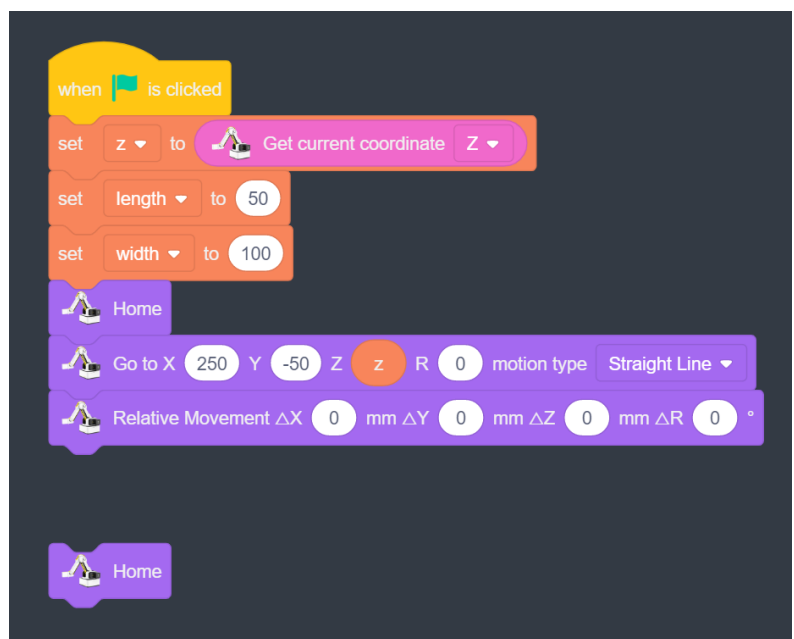 when is clicked
set z to Get current coordinate Z
set length to 50
set width to 100
Home
Go to X 250 Y -50 Z z R 0 motion type Straight Line
Relative Movement △X 0 mm △Y 0 mm △Z 0 mm △R 0 °
Home